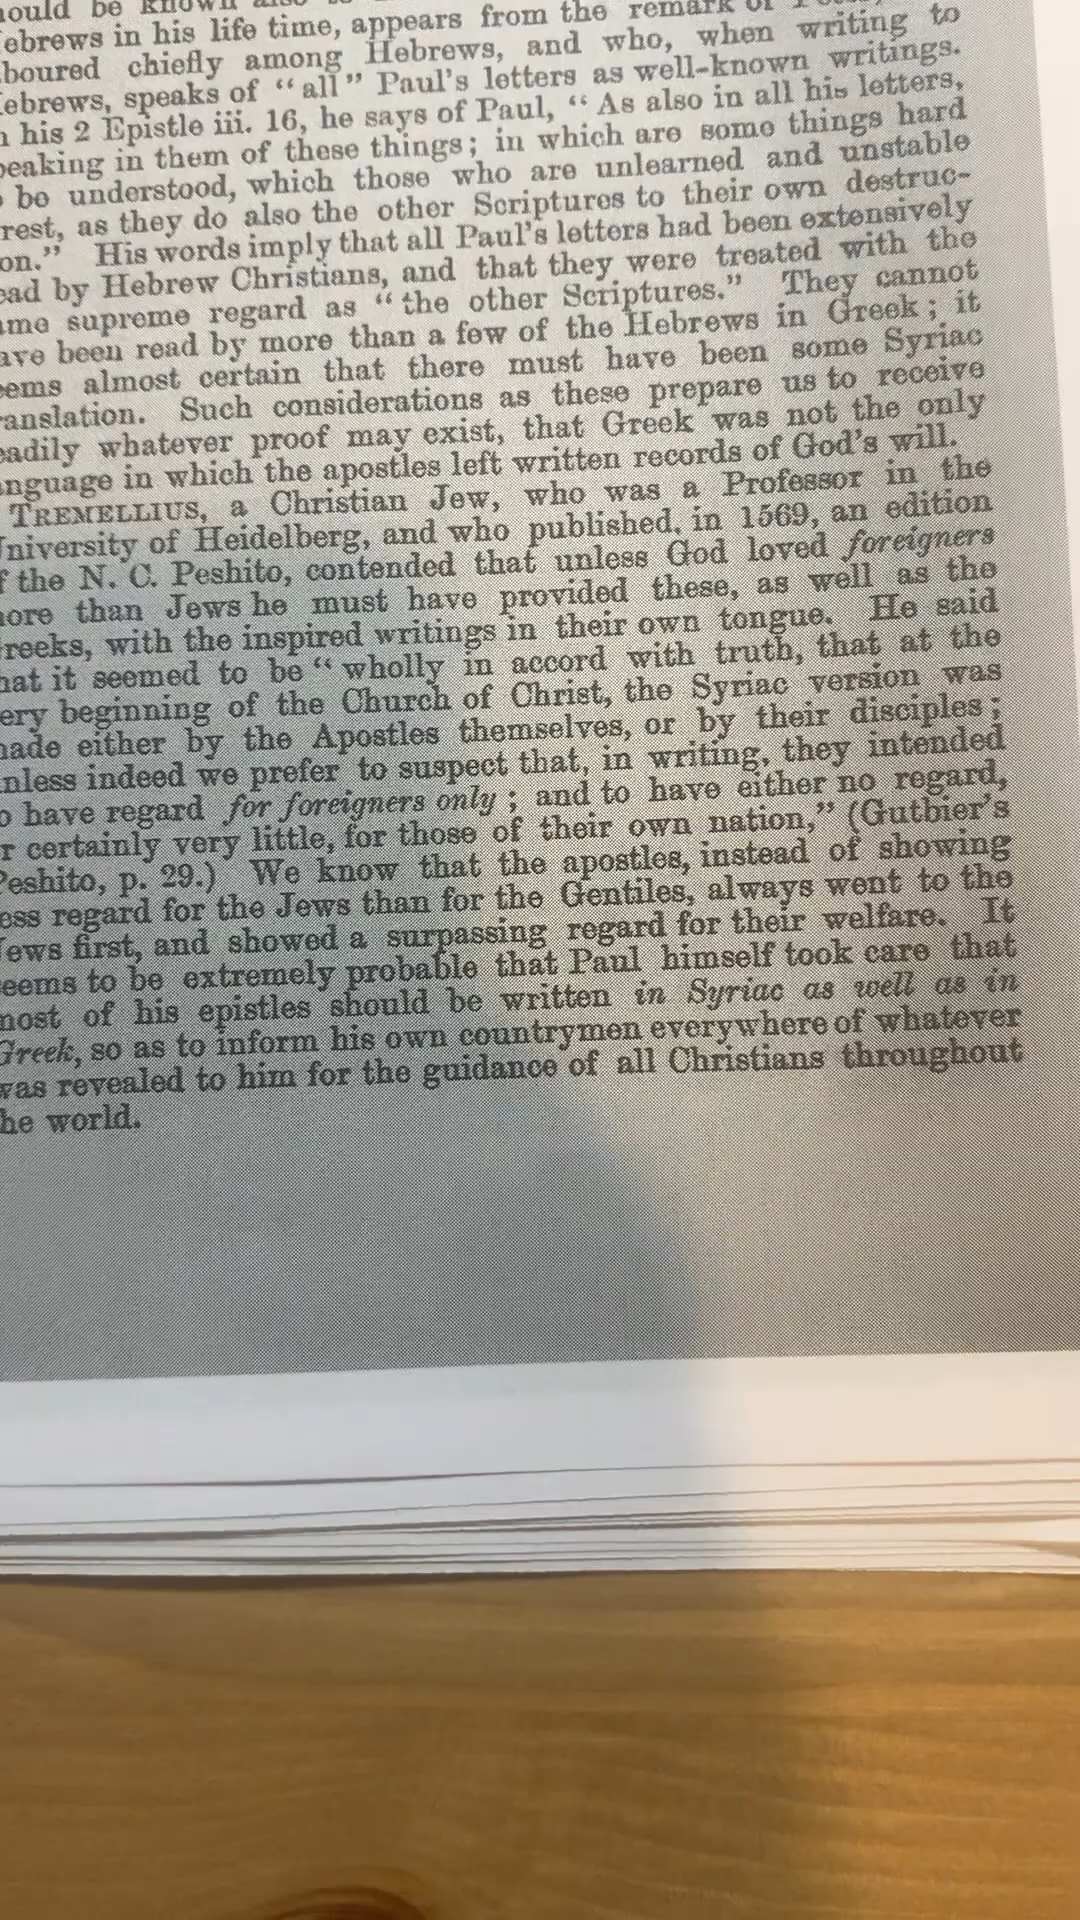 hould be known also to
ebrews in his life time, appears from the remark of
boured chiefly among Hebrews, and who, when writing to
ebrews, speaks of “all” Paul's letters as well-known writings.
n his 2 Epistle iii. 16, he says of Paul, “As also in all his letters,
peaking in them of these things; in which are some things hard
o be understood, which those who are unlearned and unstable
rest, as they do also the other Scriptures to their own destruc-
on.” His words imply that all Paul's letters had been extensively
ead by Hebrew Christians, and that they were treated with the
ame supreme regard as “the other Scriptures.” They cannot
ave been read by more than a few of the Hebrews in Greek; it
eems almost certain that there must have been some Syriac
ranslation. Such considerations as these prepare us to receive
eadily whatever proof may exist, that Greek was not the only
anguage in which the apostles left written records of God's will.
TREMELLIUS, a Christian Jew, who was a Professor in the
University of Heidelberg, and who published, in 1569, an edition
f the N. C. Peshito, contended that unless God loved foreigners
more than Jews he must have provided these, as well as the
reeks, with the inspired writings in their own tongue. He said
hat it seemed to be “wholly in accord with truth, that at the
ery beginning of the Church of Christ, the Syriac version was
made either by the Apostles themselves, or by their disciples;
nless indeed we prefer to suspect that, in writing, they intended
o have regard for foreigners only; and to have either no regard,
r certainly very little, for those of their own nation,” (Gutbier's
Peshito, p. 29.) We know that the apostles, instead of showing
ess regard for the Jews than for the Gentiles, always went to the
Jews first, and showed a surpassing regard for their welfare. It
eems to be extremely probable that Paul himself took care that
most of his epistles should be written in Syriac as well as in
Greek, so as to inform his own countrymen everywhere of whatever
was revealed to him for the guidance of all Christians throughout
he world.